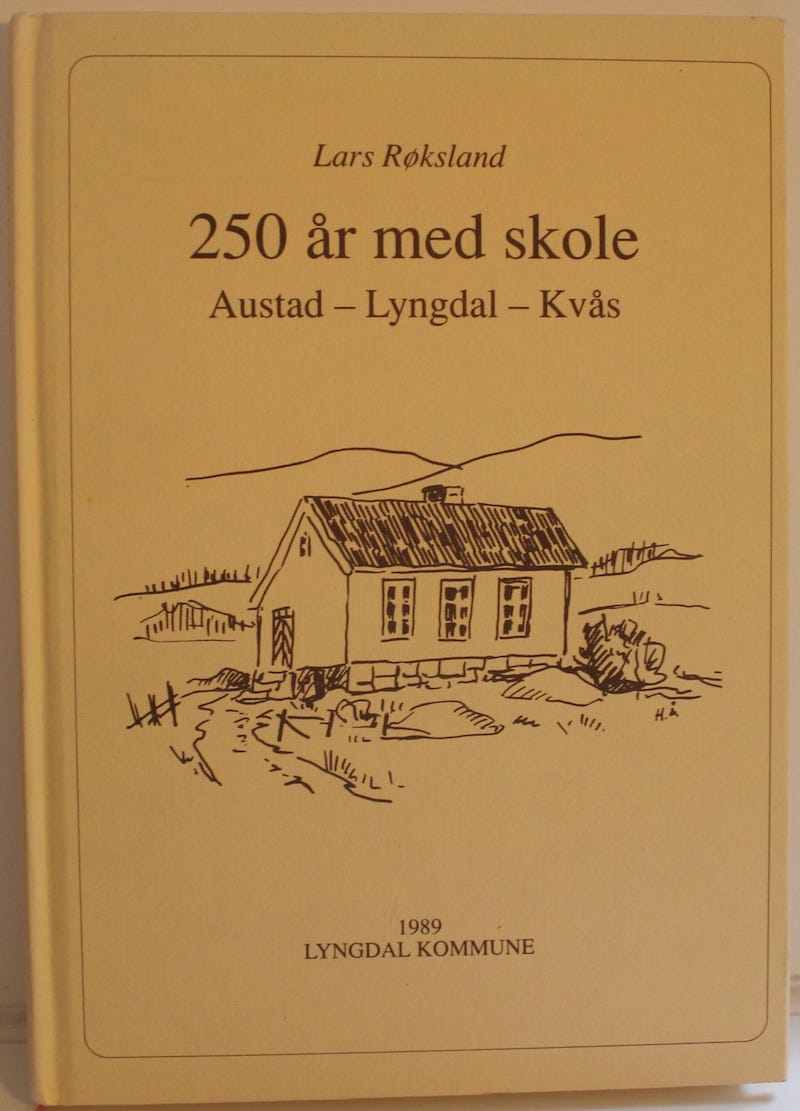 Lars Røksland
250 år med skole
Austad – Lyngdal – Kvås
H.Å
1989
LYNGDAL KOMMUNE